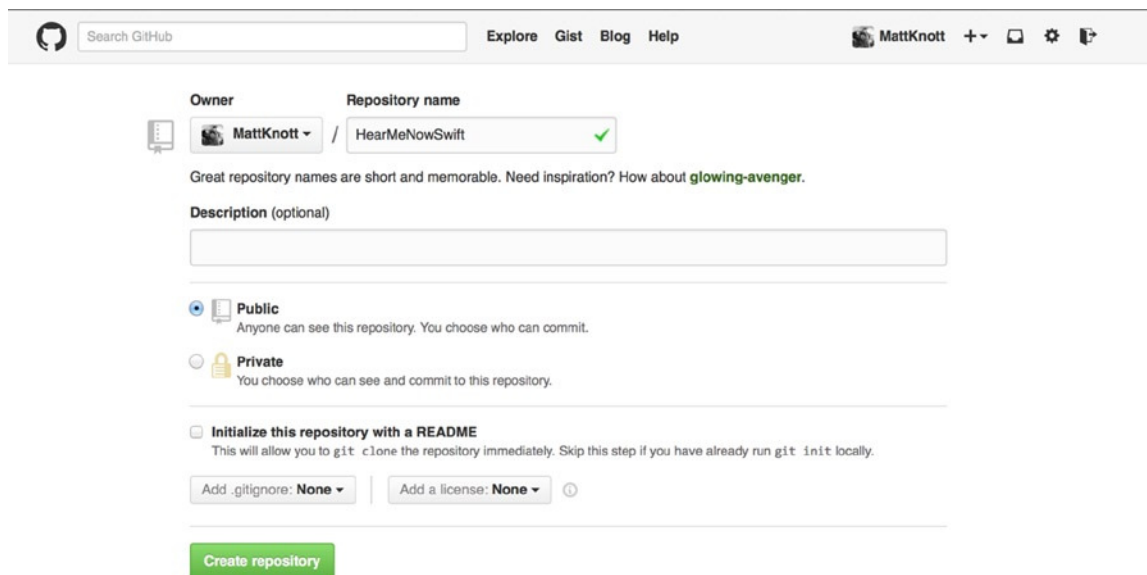 Search GitHub Explore Gist Blog Help MattKnott
Owner Repository name
MattKnott / HearMeNowSwift
Great repository names are short and memorable. Need inspiration? How about glowing-avenger.
Description (optional)
Public
Anyone can see this repository. You choose who can commit.
Private
You choose who can see and commit to this repository.
Initialize this repository with a README
This will allow you to git clone the repository immediately. Skip this step if you have already run git init locally.
Add .gitignore: None Add a license: None
Create repository